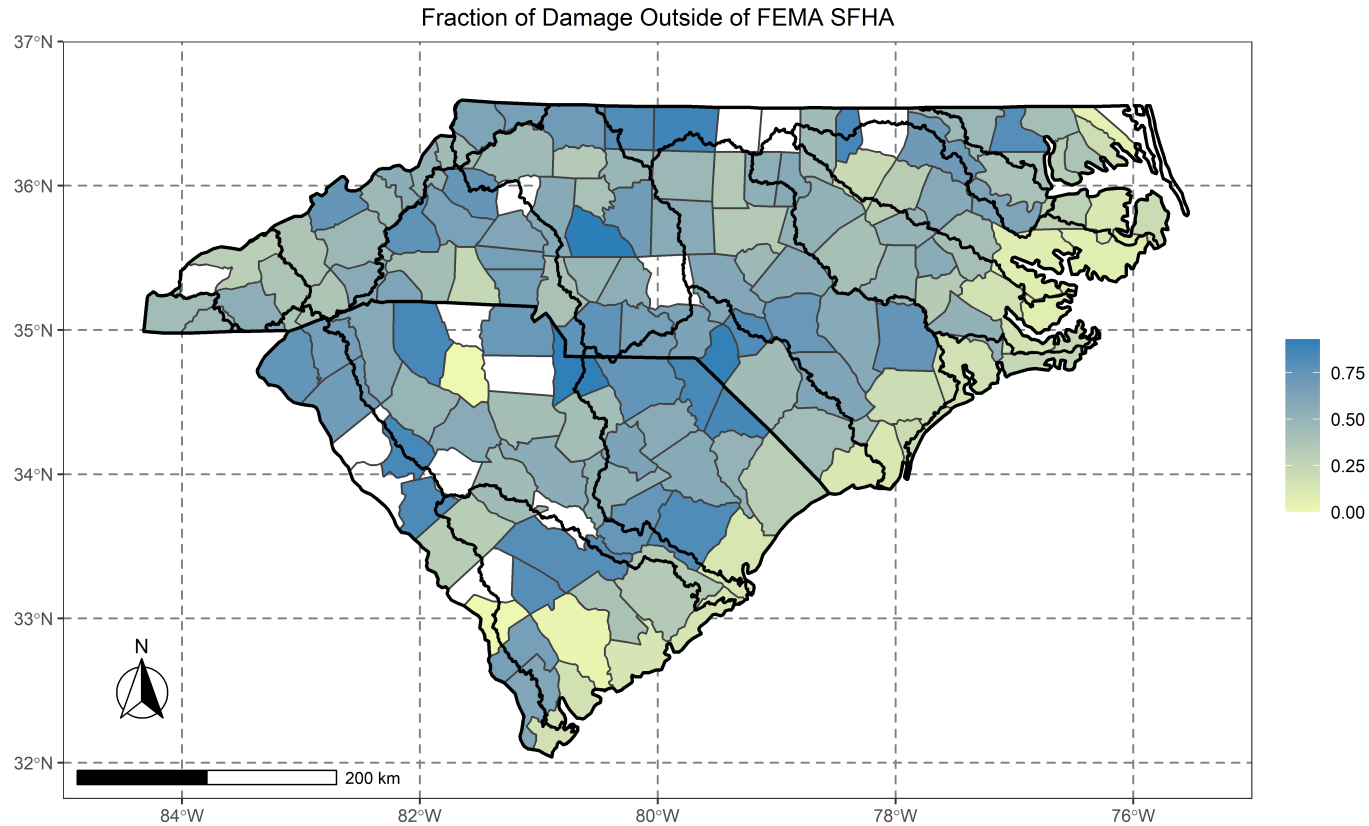 Fraction of Damage Outside of FEMA SFHA
37°N
36°N
35°N
34°N
33°N
32°N
0.75
0.50
0.25
0.00
N
200 km
84°W
82°W
80°W
78°W
76°W